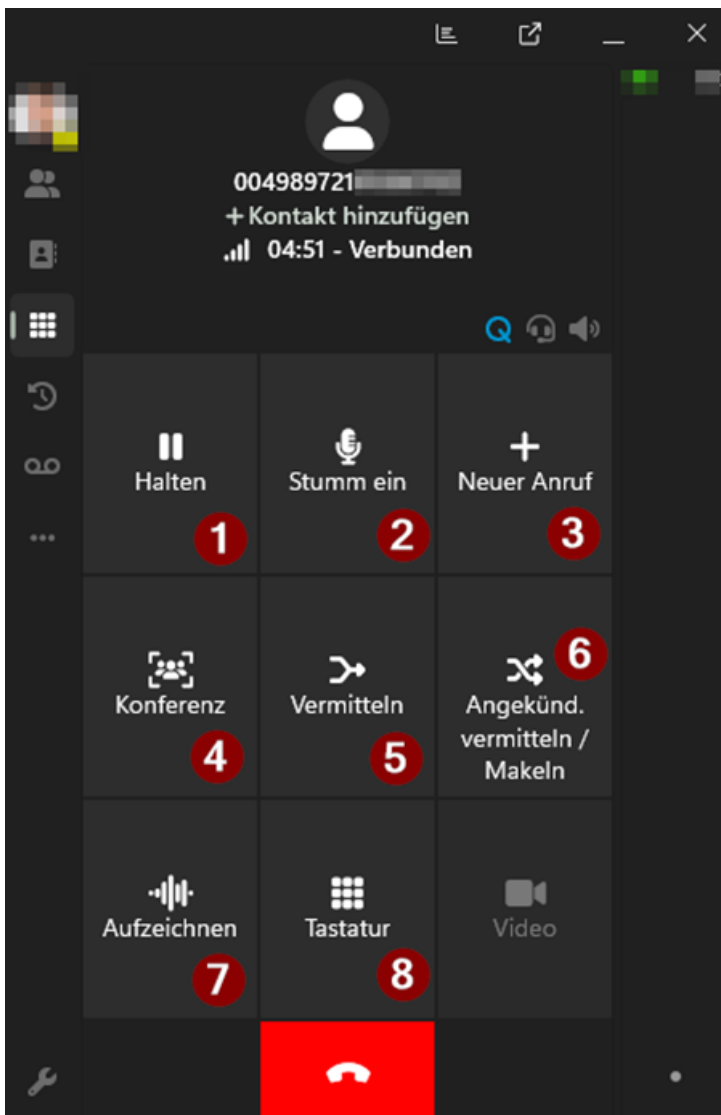 004989721
+ Kontakt hinzufügen
04:51 - Verbunden
Halten
1
Stumm ein
2
Neuer Anruf
3
Konferenz
4
Vermitteln
5
6
Angekünd.
vermitteln /
Makeln
Aufzeichnen
7
Tastatur
8
Video